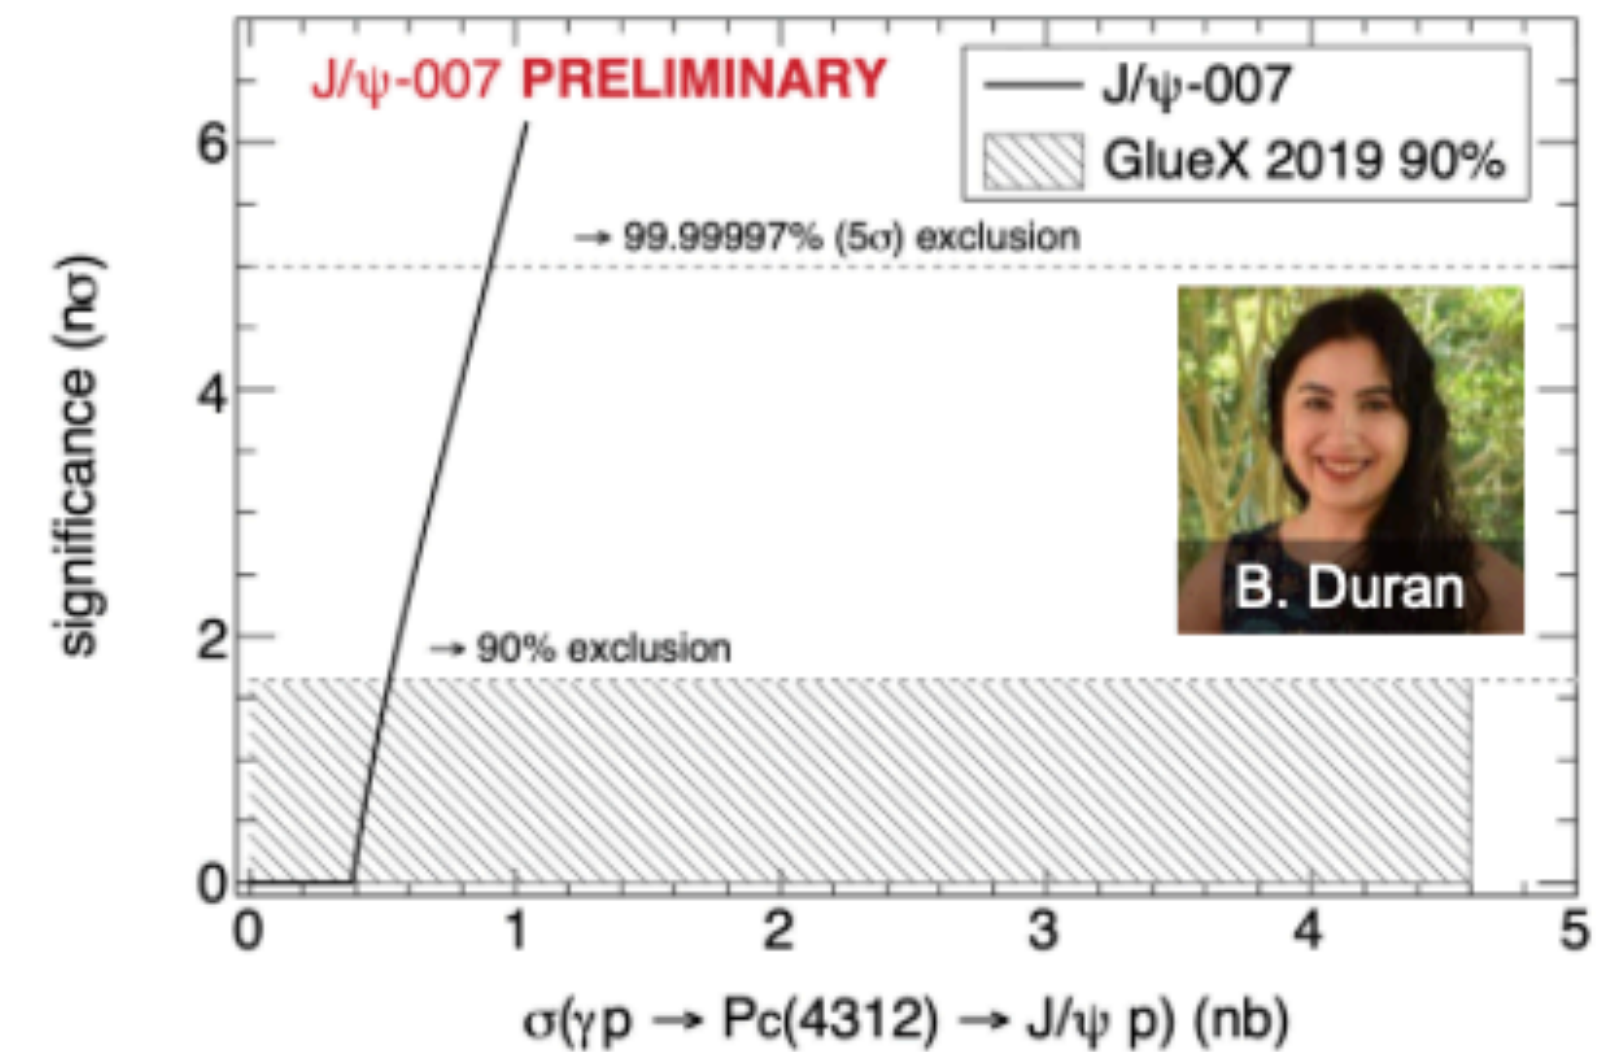 J/ψ-007 PRELIMINARY
J/ψ-007
GlueX 2019 90%
→ 99.99997% (5σ) exclusion
→ 90% exclusion
B. Duran
significance (nσ)
6
4
2
0
0 1 2 3 4 5
σ(γp → Pc(4312) → J/ψ p) (nb)